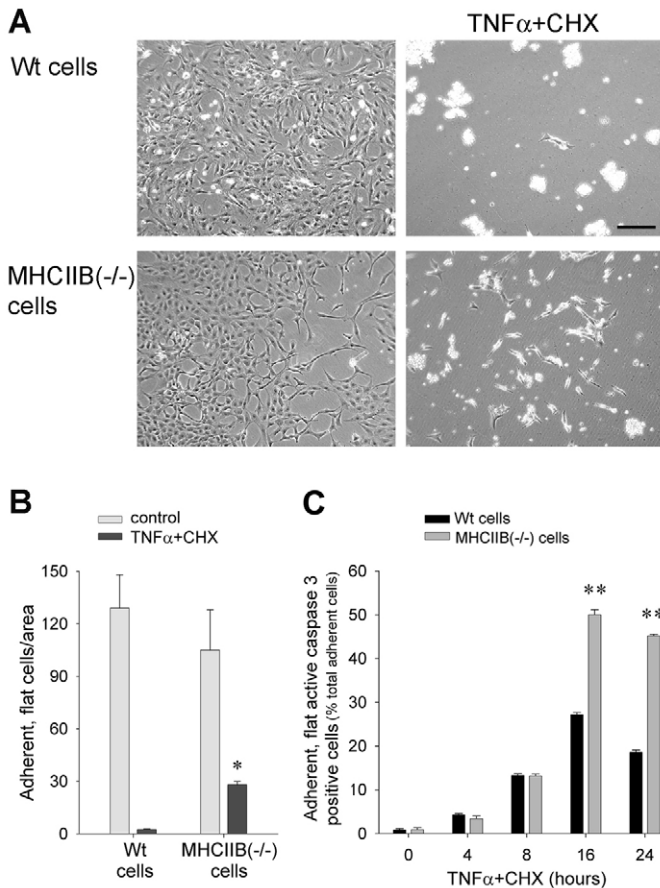 A
TNFα+CHX
Wt cells
MHCIIB(-/-)
cells
B
control
TNFα+CHX
Adherent, flat cells/area
150
120
90
60
30
0
*
Wt
cells
MHCIIB(-/-)
cells
C
Wt cells
MHCIIB(-/-) cells
Adherent, flat active caspase 3
positive cells (% total adherent cells)
60
50
40
30
20
10
0
**
**
0 4 8 16 24
TNFα+CHX (hours)